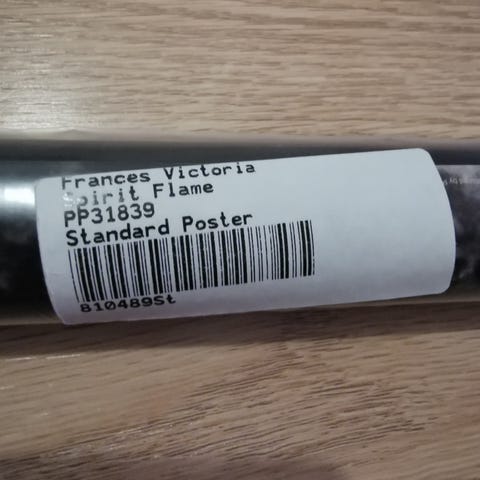 Frances Victoria
Spirit Flame
PP31839
Standard Poster
810489St